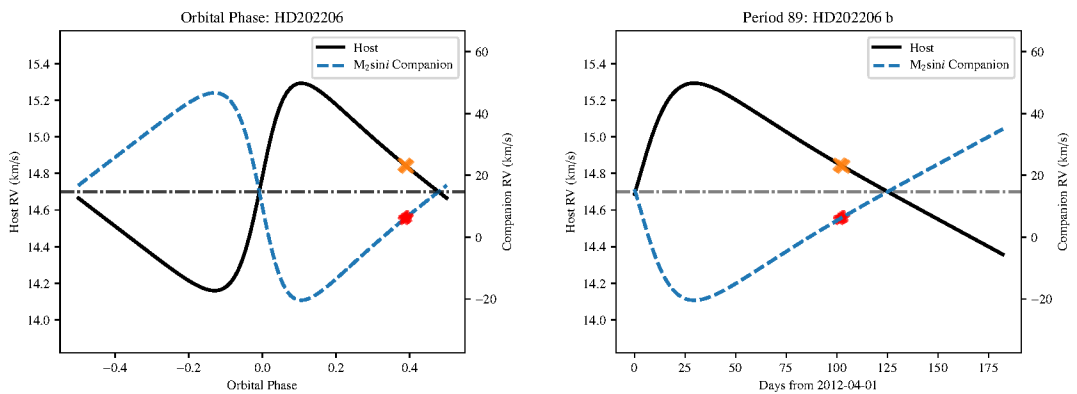 Orbital Phase: HD202206
Host
M₂sini Companion
Host RV (km/s)
15.4
15.2
15.0
14.8
14.6
14.4
14.2
14.0
60
40
20
0
−20
Companion RV (km/s)
−0.4 −0.2 0.0 0.2 0.4
Orbital Phase
Period 89: HD202206 b
Host
M₂sini Companion
Host RV (km/s)
15.4
15.2
15.0
14.8
14.6
14.4
14.2
14.0
60
40
20
0
−20
Companion RV (km/s)
0 25 50 75 100 125 150 175
Days from 2012-04-01